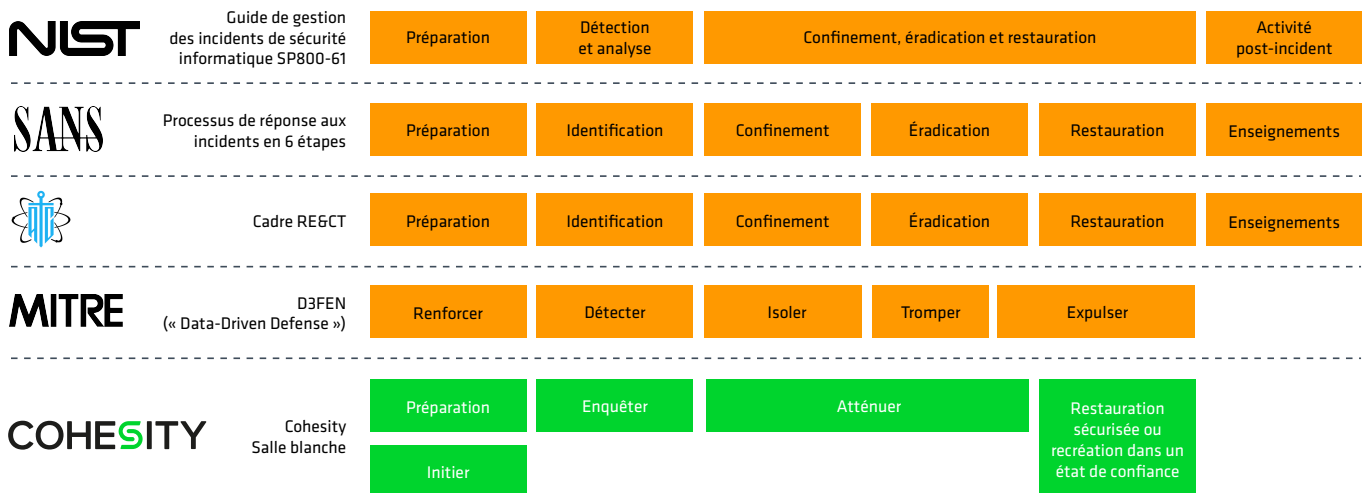 NIST
Guide de gestion
des incidents de sécurité
informatique SP800-61
Préparation
Détection
et analyse
Confinement, éradication et restauration
Activité
post-incident
SANS
Processus de réponse aux
incidents en 6 étapes
Préparation
Identification
Confinement
Éradication
Restauration
Enseignements
Cadre RE&CT
Préparation
Identification
Confinement
Éradication
Restauration
Enseignements
MITRE
D3FEN
(« Data-Driven Defense »)
Renforcer
Détecter
Isoler
Tromper
Expulser
COHESITY
Cohesity
Salle blanche
Préparation
Initier
Enquêter
Atténuer
Restauration
sécurisée ou
recréation dans un
état de confiance